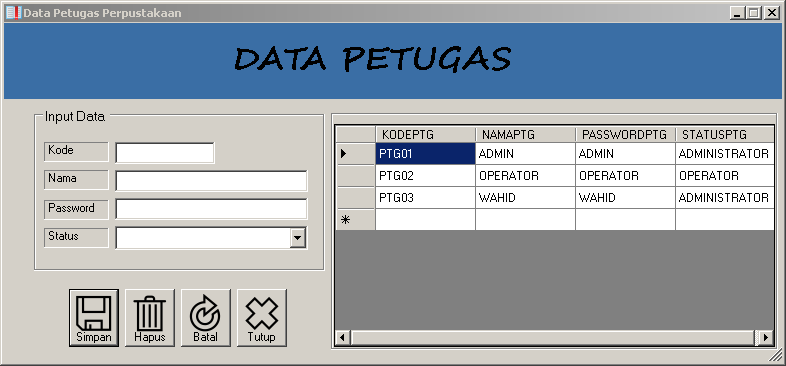 Data Petugas Perpustakaan
DATA PETUGAS
Input Data
Kode
Nama
Password
Status
KODEPTG NAMAPTG PASSWORDPTG STATUSPTG
PTG01 ADMIN ADMIN ADMINISTRATOR
PTG02 OPERATOR OPERATOR OPERATOR
PTG03 WAHID WAHID ADMINISTRATOR
Simpan Hapus Batal Tutup